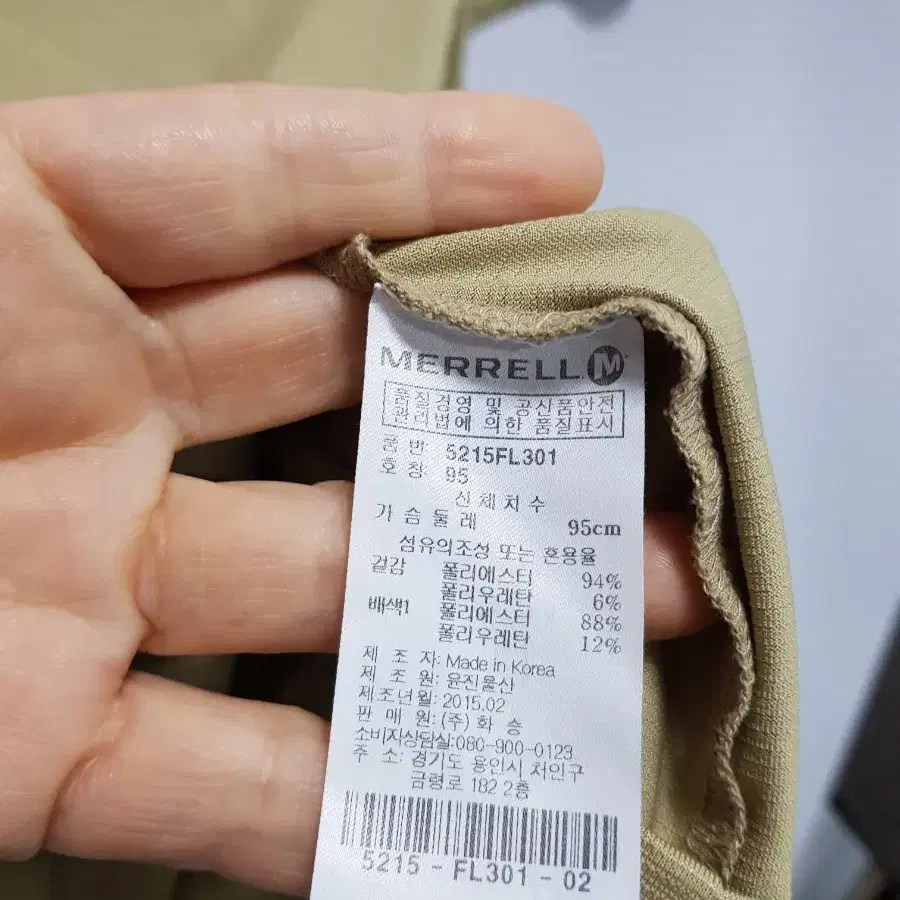 MERRELL M
품질경영 및 공산품안전
관리법에 의한 품질표시
품 번 5215FL301
호 칭 95
신체치수
가슴둘레 95cm
섬유의조성 또는 혼용율
겉감 폴리에스터 94%
폴리우레탄 6%
배색1 폴리에스터 88%
폴리우레탄 12%
제 조 자: Made in Korea
제 조 원: 윤진물산
제조년월: 2015.02
판 매 원: (주) 화 승
소비자상담실:080-900-0123
주 소: 경기도 용인시 처인구
금령로 182 2층
5215 - FL301 - 02